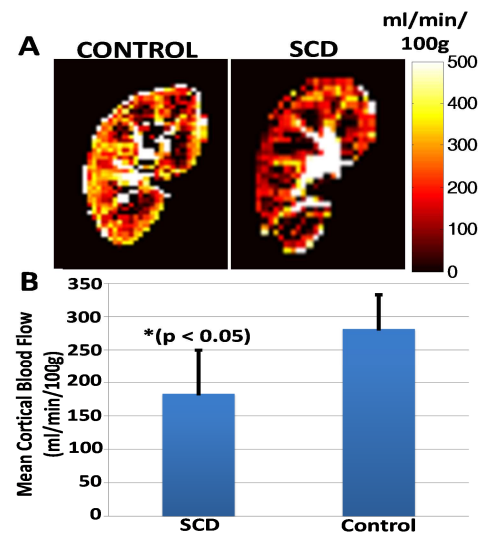 A
CONTROL
SCD
ml/min/
100g
500
400
300
200
100
0
B
Mean Cortical Blood Flow
(ml/min/100g)
350
300
250
200
150
100
50
0
*(p < 0.05)
SCD
Control